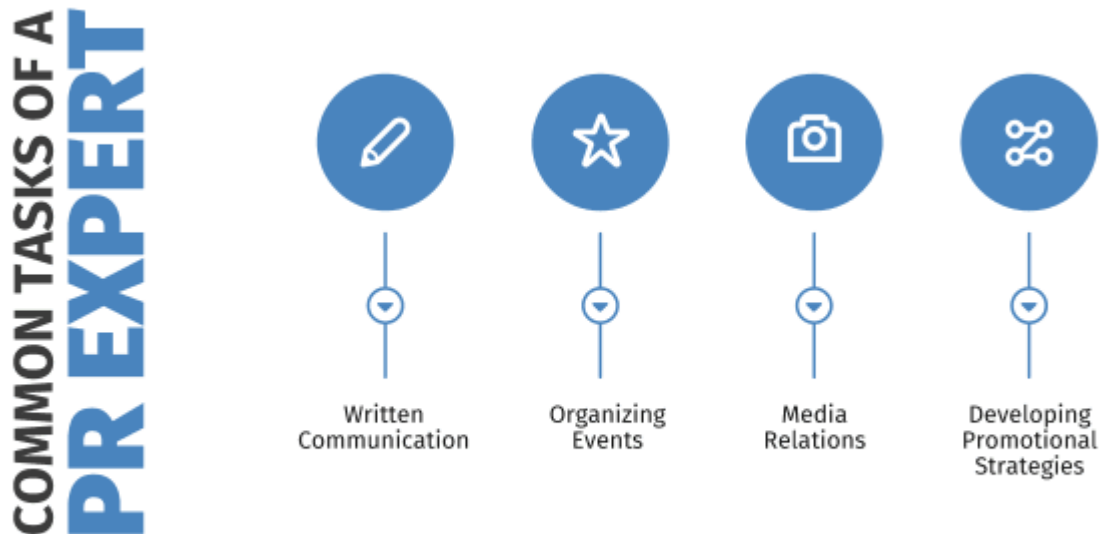 COMMON TASKS OF A
PR EXPERT
Written
Communication
Organizing
Events
Media
Relations
Developing
Promotional
Strategies